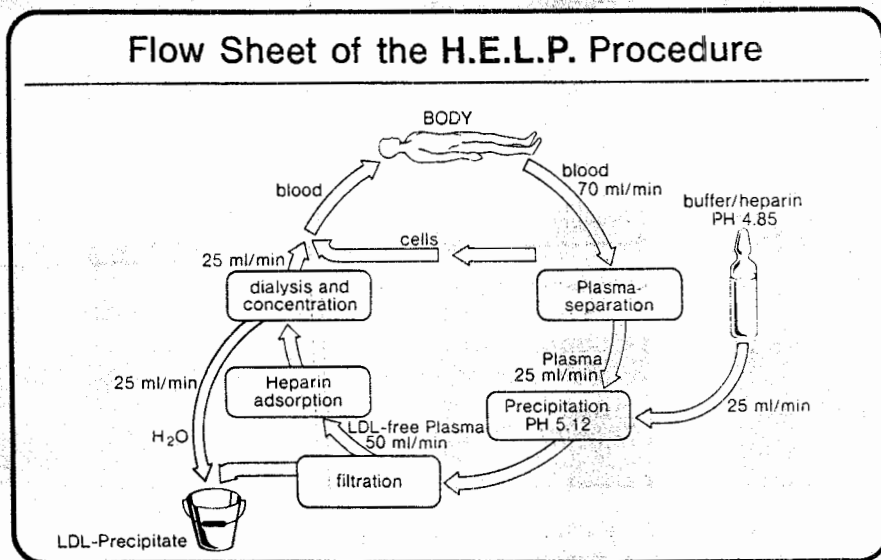 Flow Sheet of the H.E.L.P. Procedure
BODY
blood
blood
70 ml/min
buffer/heparin
PH 4.85
cells
25 ml/min
dialysis and
concentration
Plasma-
separation
Plasma
25 ml/min
25 ml/min
Heparin
adsorption
Precipitation
PH 5.12
25 ml/min
H₂O
LDL-free Plasma
50 ml/min
filtration
LDL-Precipitate